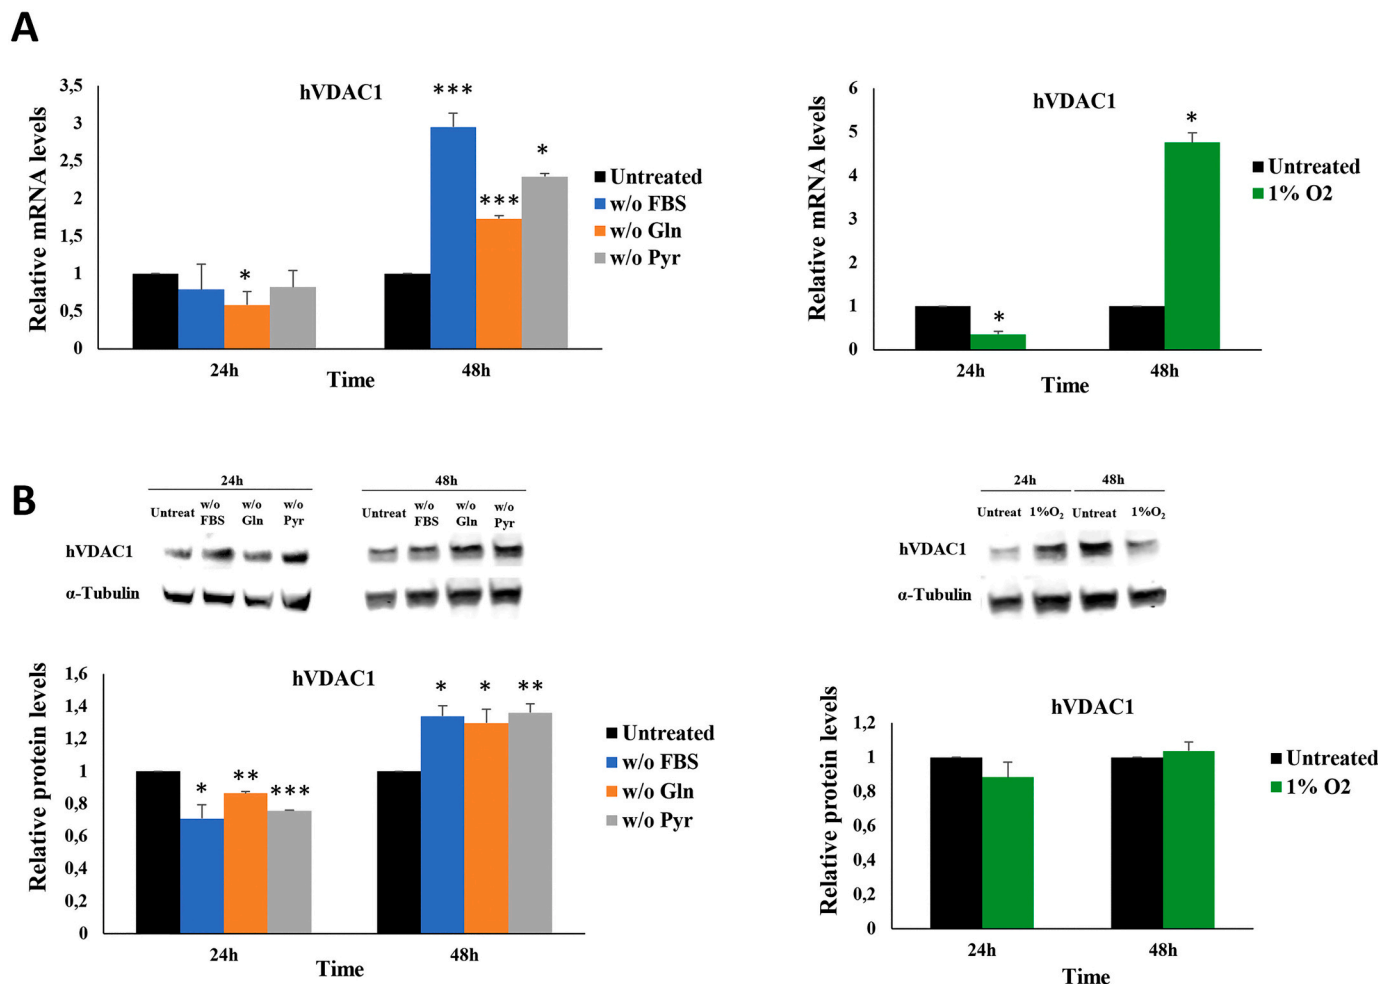 A
hVDAC1
Relative mRNA levels
3,5
3
2,5
2
1,5
1
0,5
0
***
***
*
*
24h
48h
Time
Untreated
w/o FBS
w/o Gln
w/o Pyr
hVDAC1
Relative mRNA levels
6
5
4
3
2
1
0
*
*
24h
48h
Time
Untreated
1% O2
B
24h
Untreat w/o FBS w/o Gln w/o Pyr
48h
Untreat w/o FBS w/o Gln w/o Pyr
hVDAC1
α-Tubulin
24h 48h
Untreat 1%O₂ Untreat 1%O₂
hVDAC1
α-Tubulin
hVDAC1
Relative protein levels
1,6
1,4
1,2
1
0,8
0,6
0,4
0,2
0
* ** ***
* * **
24h
48h
Time
Untreated
w/o FBS
w/o Gln
w/o Pyr
hVDAC1
Relative protein levels
1,2
1
0,8
0,6
0,4
0,2
0
24h
48h
Time
Untreated
1% O2